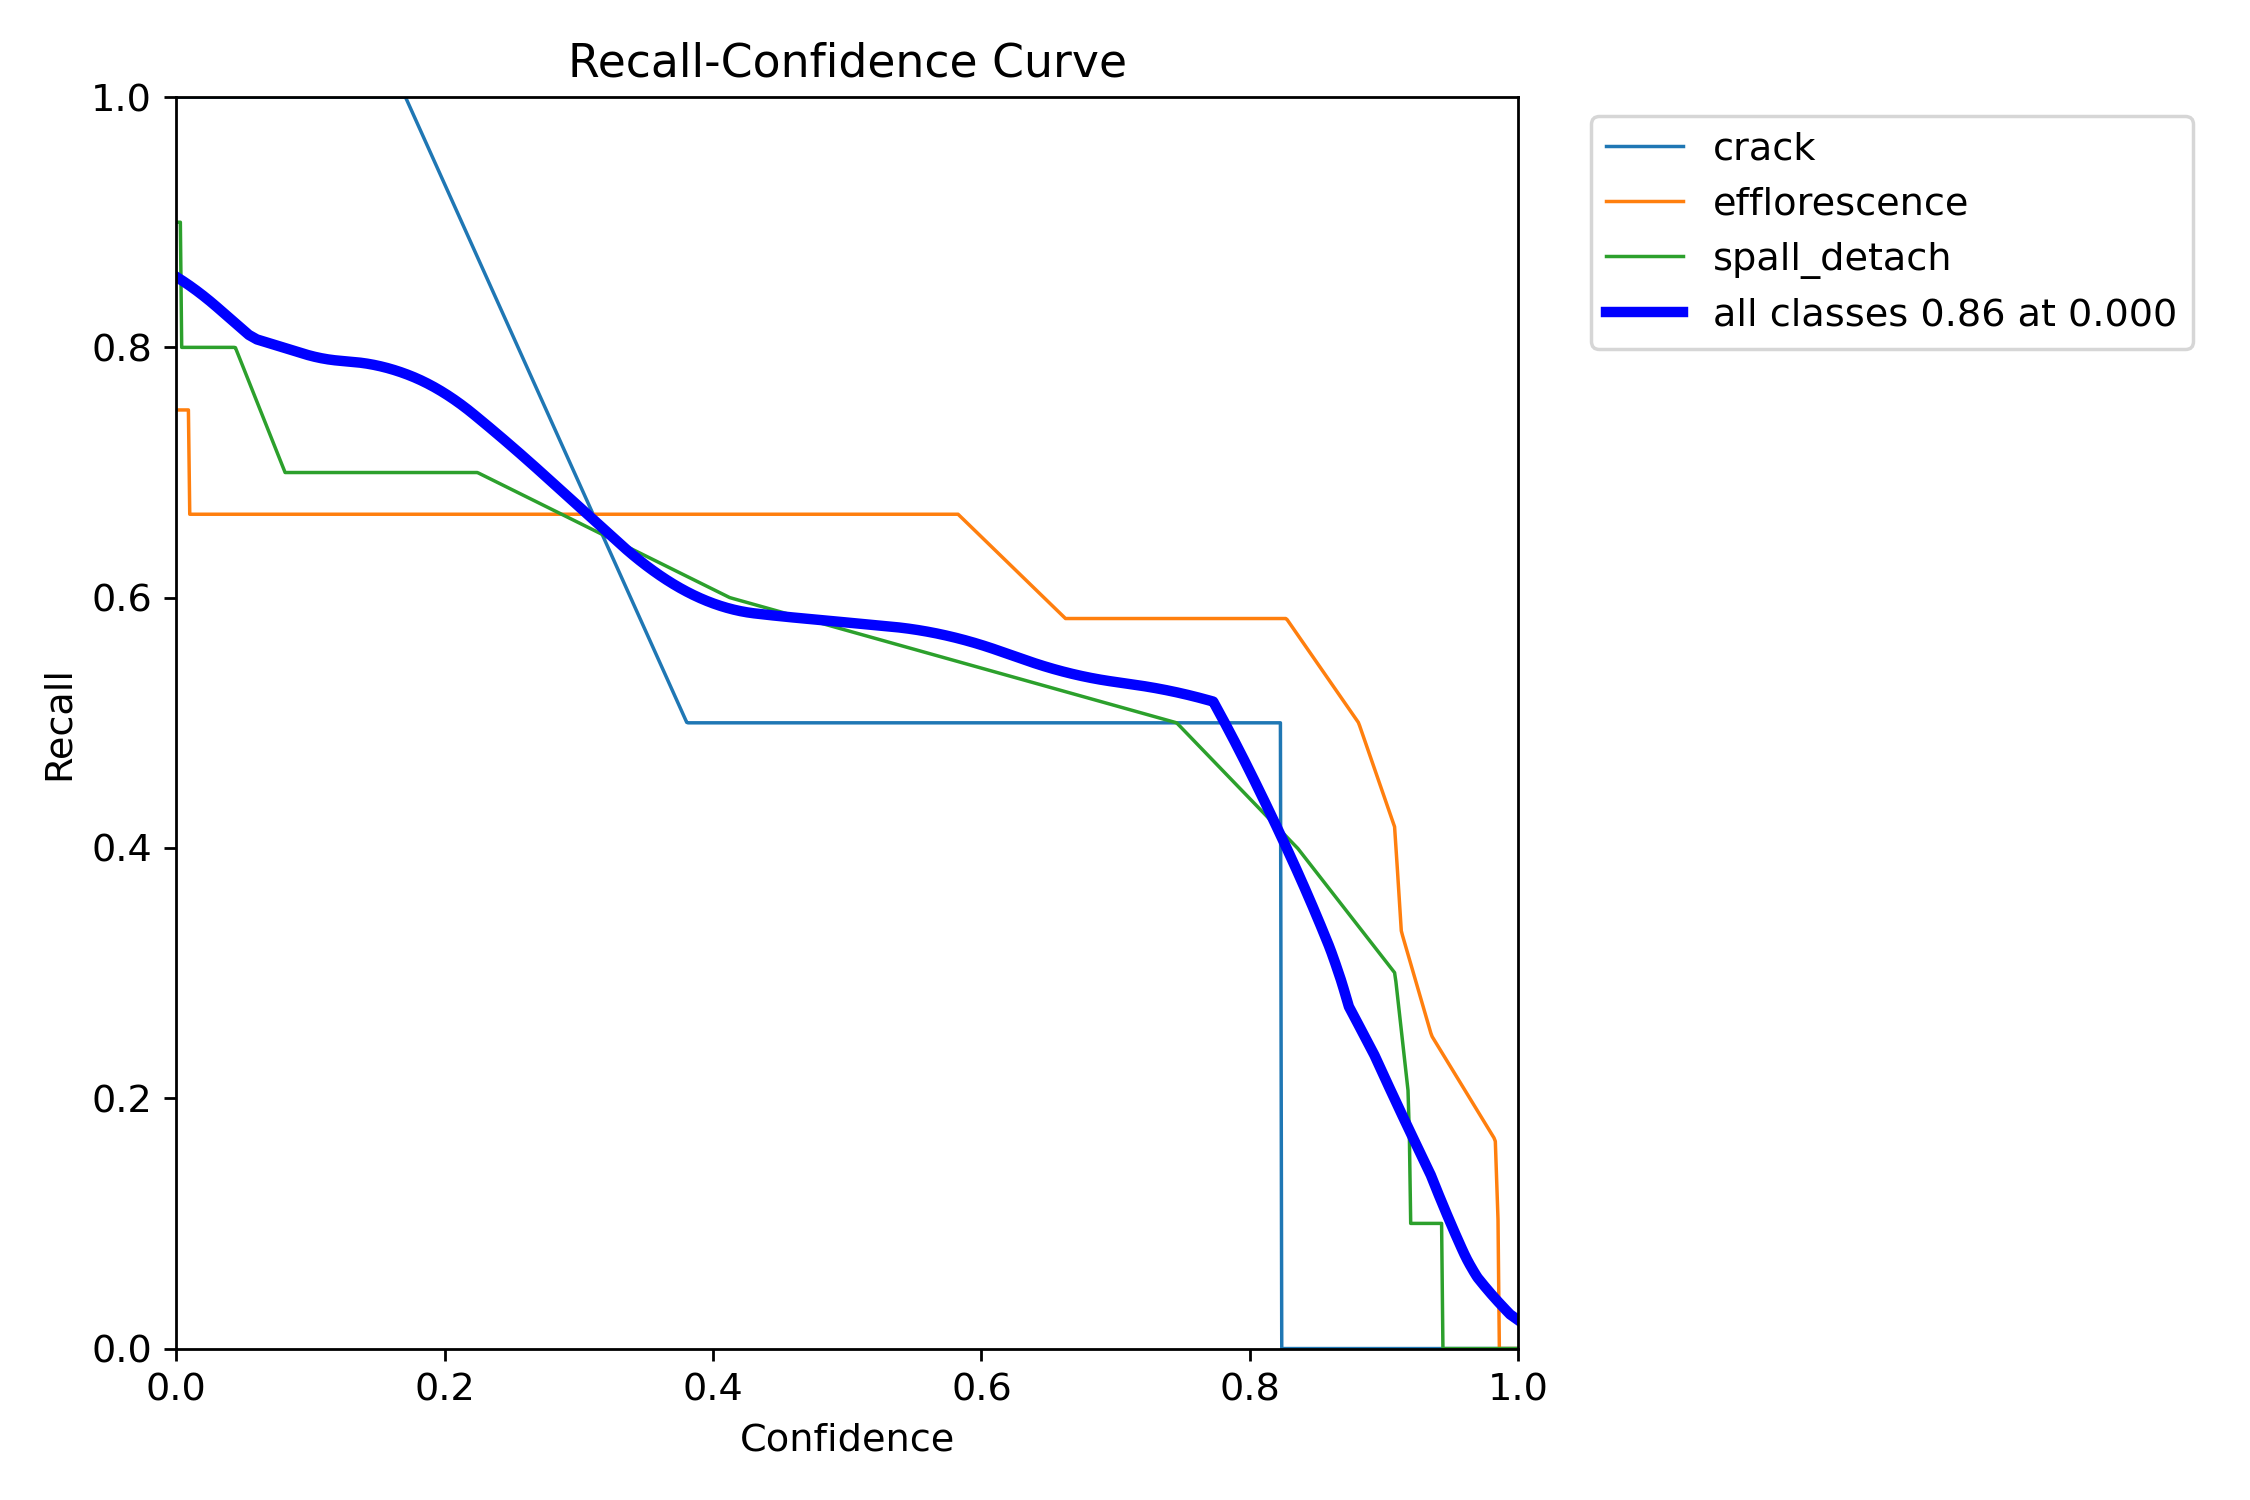 Recall-Confidence Curve
1.0
0.8
0.6
0.4
0.2
0.0
Recall
0.0 0.2 0.4 0.6 0.8 1.0
Confidence
crack
efflorescence
spall_detach
all classes 0.86 at 0.000